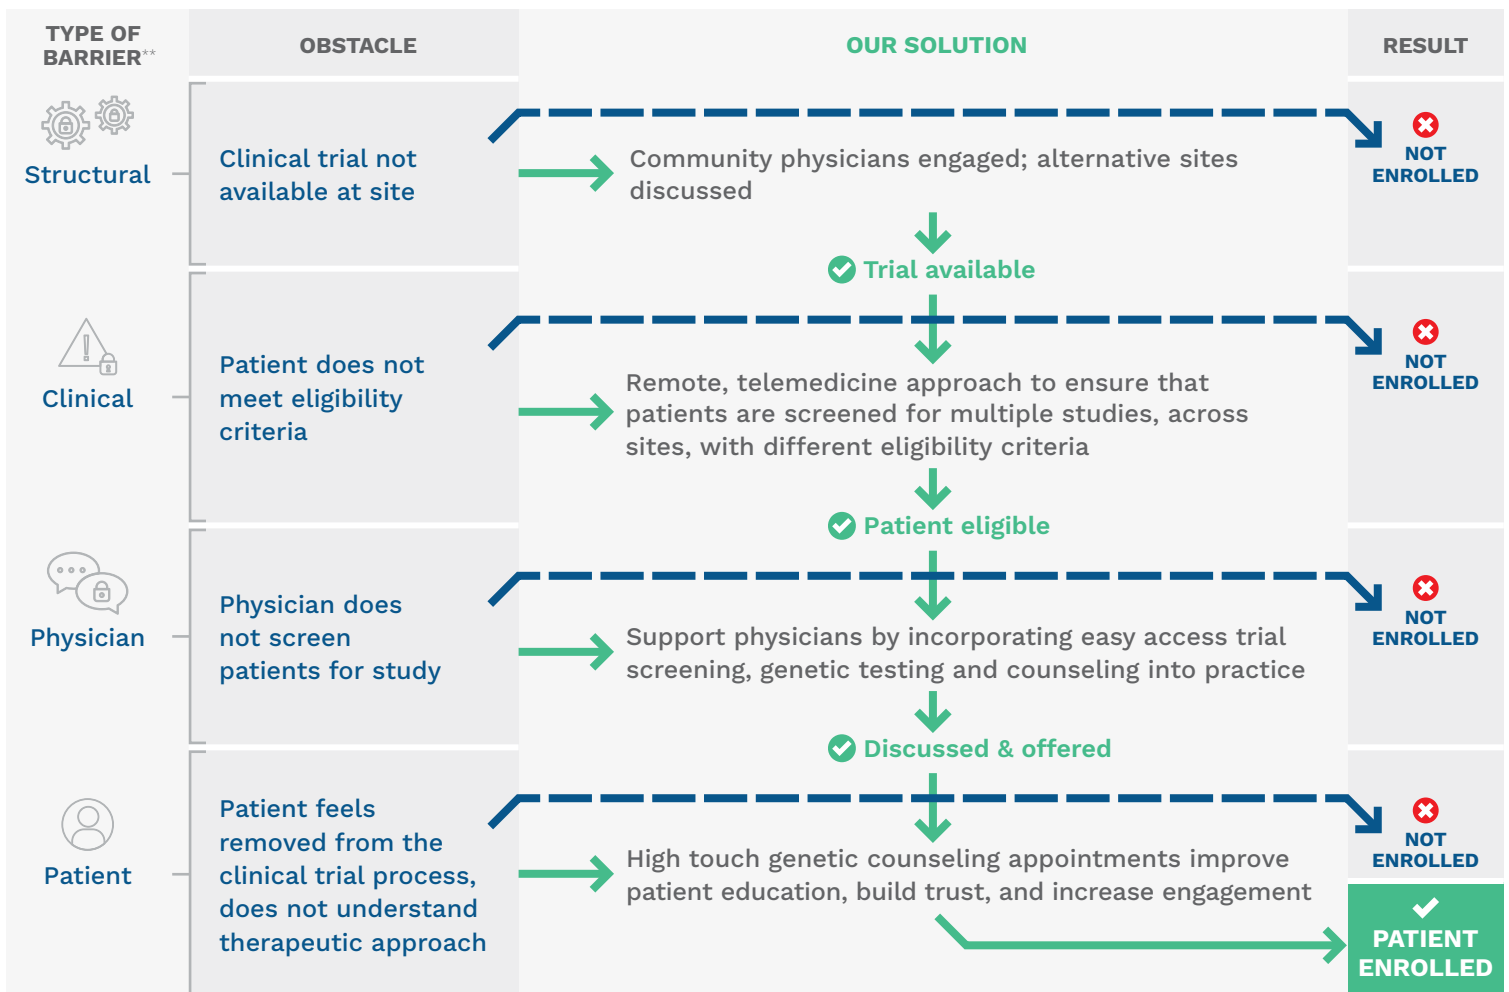 TYPE OF
BARRIER**
OBSTACLE
OUR SOLUTION
RESULT
Structural
Clinical trial not
available at site
Community physicians engaged; alternative sites
discussed
NOT
ENROLLED
Trial available
Clinical
Patient does not
meet eligibility
criteria
Remote, telemedicine approach to ensure that
patients are screened for multiple studies, across
sites, with different eligibility criteria
NOT
ENROLLED
Patient eligible
Physician
Physician does
not screen
patients for study
Support physicians by incorporating easy access trial
screening, genetic testing and counseling into practice
NOT
ENROLLED
Discussed & offered
Patient
Patient feels
removed from the
clinical trial process,
does not understand
therapeutic approach
High touch genetic counseling appointments improve
patient education, build trust, and increase engagement
NOT
ENROLLED
PATIENT
ENROLLED